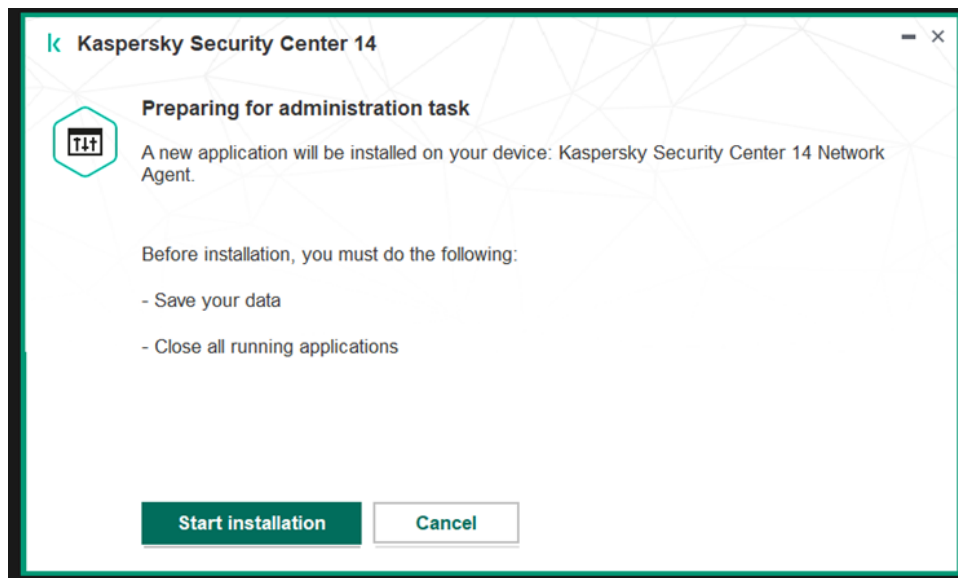 Kaspersky Security Center 14
Preparing for administration task
A new application will be installed on your device: Kaspersky Security Center 14 Network
Agent.
Before installation, you must do the following:
- Save your data
- Close all running applications
Start installation
Cancel